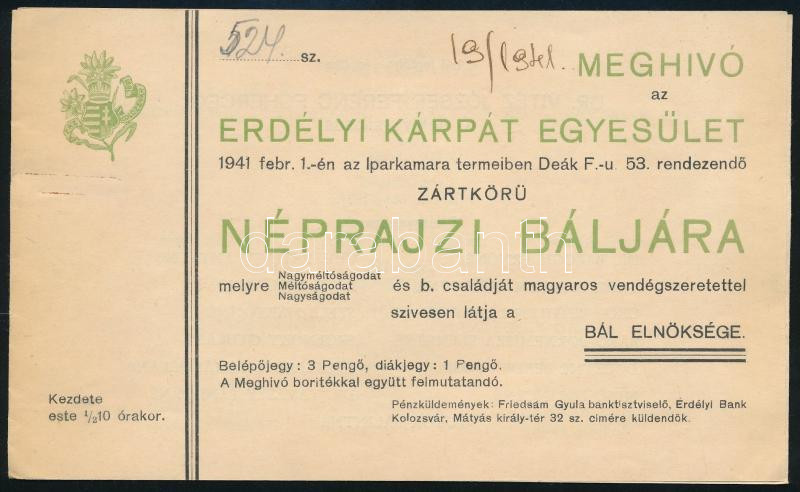 524. sz.
19/1941.
MEGHIVÓ
az
ERDÉLYI KÁRPÁT EGYESÜLET
1941 febr. 1.-én az Iparkamara termeiben Deák F.-u. 53. rendezendő
ZÁRTKÖRÜ
NÉPRAJZI BÁLJÁRA
melyre Nagyméltóságodat
Méltóságodat
Nagyságodat
és b. családját magyaros vendégszeretettel
szivesen látja a
BÁL ELNÖKSÉGE.
Belépőjegy: 3 Pengő, diákjegy: 1 Pengő.
A Meghivó boritékkal együtt felmutatandó.
Pénzküldemények: Friedsám Gyula banktisztviselő, Erdélyi Bank
Kolozsvár, Mátyás király-tér 32 sz. cimére küldendők.
Kezdete
este ½10 órakor.
darabanth